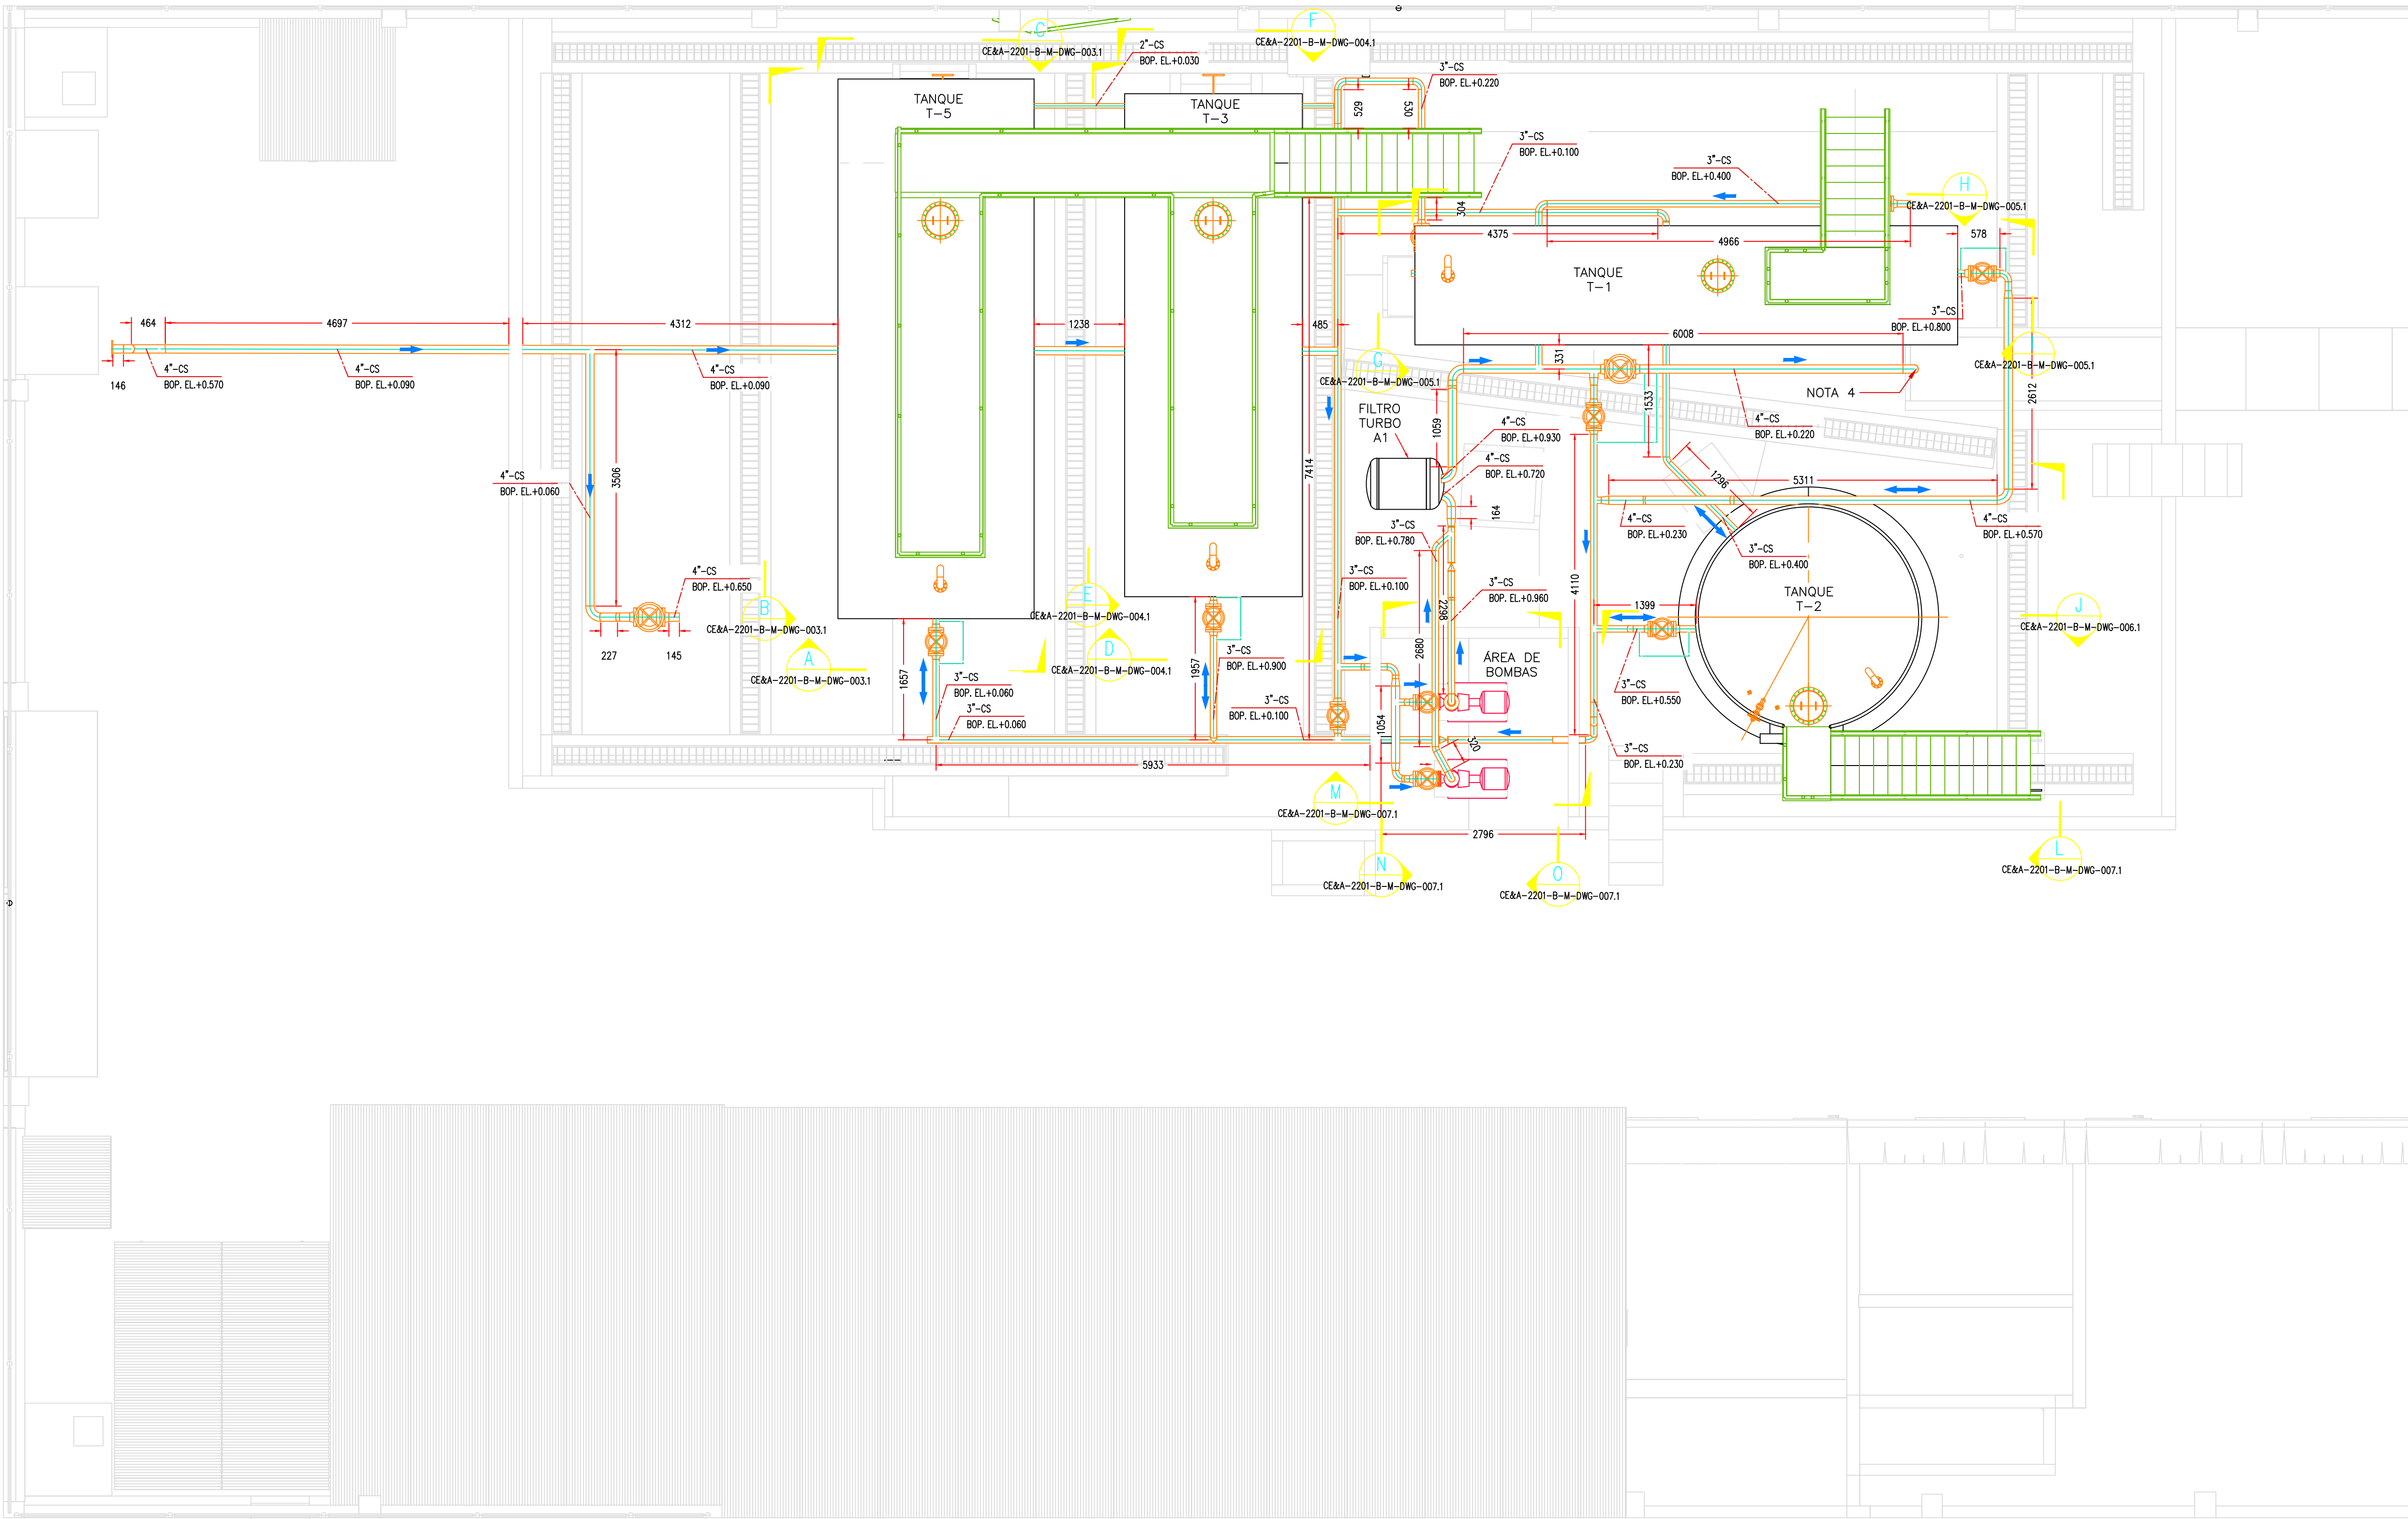 C
CE&A-2201-B-M-DWG-003.1
2"-CS
BOP. EL.+0.030
F
CE&A-2201-B-M-DWG-004.1
3"-CS
BOP. EL.+0.220
TANQUE
T-5
TANQUE
T-3
529
530
3"-CS
BOP. EL.+0.100
3"-CS
BOP. EL.+0.400
H
CE&A-2201-B-M-DWG-005.1
304
4375
4966
578
TANQUE
T-1
3"-CS
BOP. EL.+0.800
464
4697
4312
1238
485
6008
331
146
4"-CS
BOP. EL.+0.570
4"-CS
BOP. EL.+0.090
4"-CS
BOP. EL.+0.090
G
CE&A-2201-B-M-DWG-005.1
CE&A-2201-B-M-DWG-005.1
NOTA 4
2612
1533
FILTRO
TURBO
A1
1059
4"-CS
BOP. EL.+0.930
4"-CS
BOP. EL.+0.220
4"-CS
BOP. EL.+0.720
3506
4"-CS
BOP. EL.+0.060
7414
1296
5311
164
3"-CS
BOP. EL.+0.780
4"-CS
BOP. EL.+0.230
4"-CS
BOP. EL.+0.570
3"-CS
BOP. EL.+0.400
4"-CS
BOP. EL.+0.650
3"-CS
BOP. EL.+0.100
3"-CS
BOP. EL.+0.960
4110
TANQUE
T-2
B
CE&A-2201-B-M-DWG-003.1
E
CE&A-2201-B-M-DWG-004.1
2298
1399
J
CE&A-2201-B-M-DWG-006.1
227
145
A
CE&A-2201-B-M-DWG-003.1
D
CE&A-2201-B-M-DWG-004.1
2680
ÁREA DE
BOMBAS
1657
3"-CS
BOP. EL.+0.060
1957
3"-CS
BOP. EL.+0.900
3"-CS
BOP. EL.+0.550
3"-CS
BOP. EL.+0.060
3"-CS
BOP. EL.+0.100
1054
320
3"-CS
BOP. EL.+0.230
5933
M
CE&A-2201-B-M-DWG-007.1
2796
N
CE&A-2201-B-M-DWG-007.1
O
CE&A-2201-B-M-DWG-007.1
L
CE&A-2201-B-M-DWG-007.1